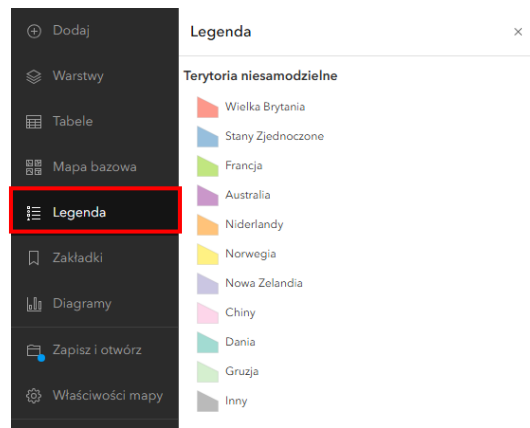 Dodaj
Warstwy
Tabele
Mapa bazowa
Legenda
Zakładki
Diagramy
Zapisz i otwórz
Właściwości mapy
Legenda
Terytoria niesamodzielne
Wielka Brytania
Stany Zjednoczone
Francja
Australia
Niderlandy
Norwegia
Nowa Zelandia
Chiny
Dania
Gruzja
Inny